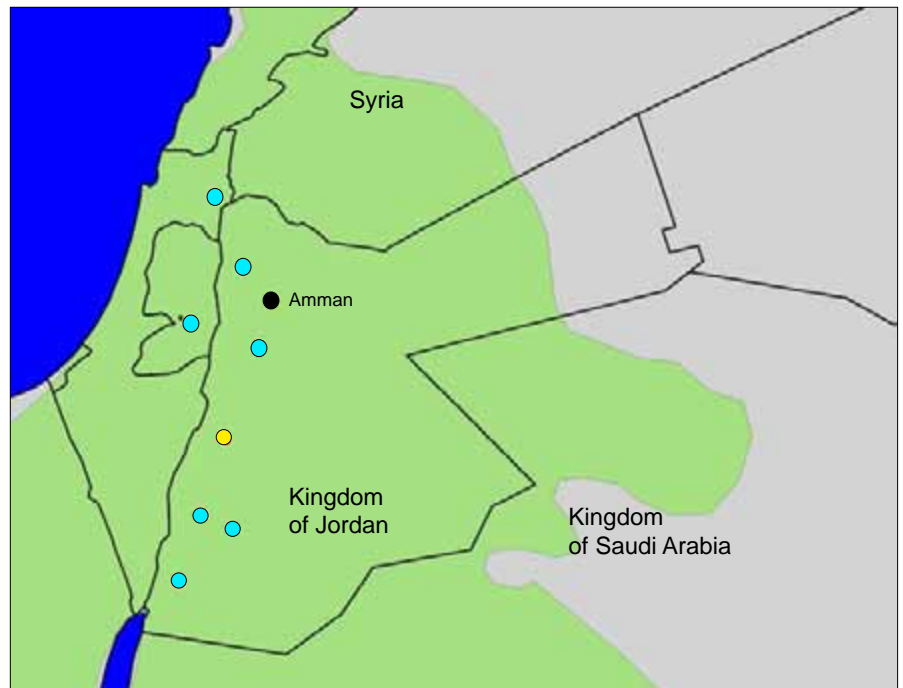 Syria
Amman
Kingdom
of Jordan
Kingdom
of Saudi Arabia